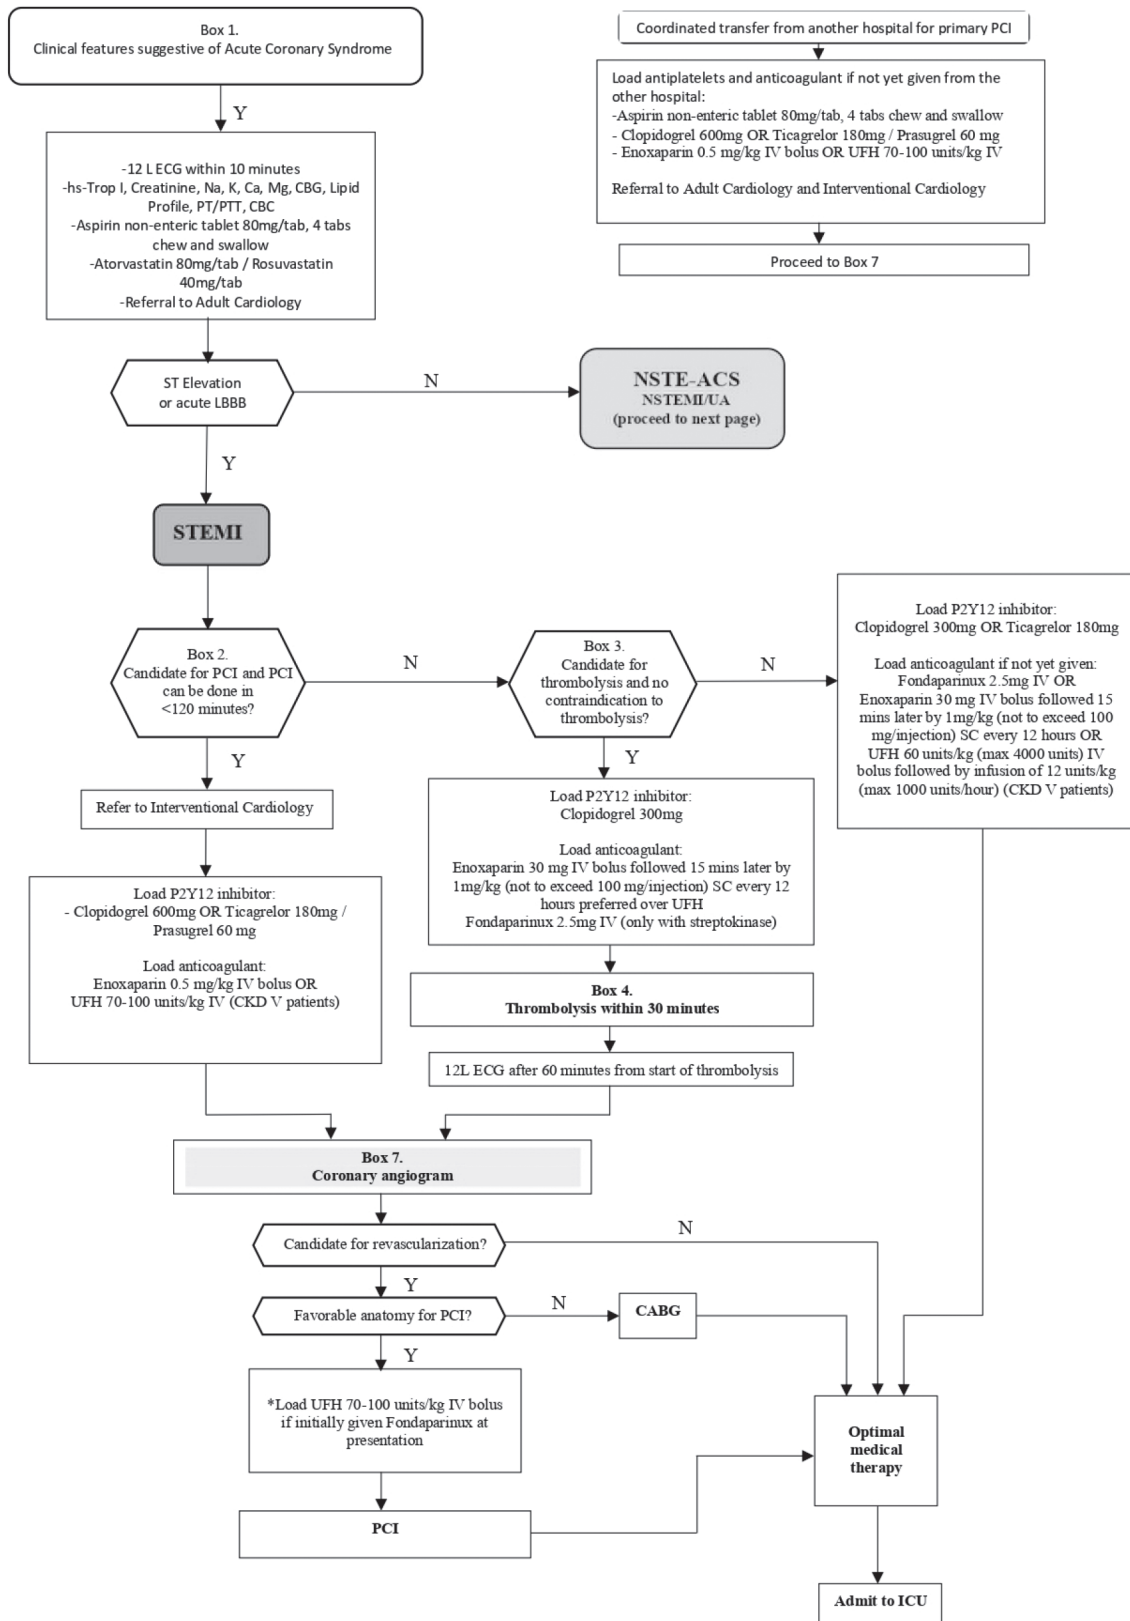 Box 1.
Clinical features suggestive of Acute Coronary Syndrome
Y
-12 L ECG within 10 minutes
-hs-Trop I, Creatinine, Na, K, Ca, Mg, CBG, Lipid
Profile, PT/PTT, CBC
-Aspirin non-enteric tablet 80mg/tab, 4 tabs
chew and swallow
-Atorvastatin 80mg/tab / Rosuvastatin
40mg/tab
-Referral to Adult Cardiology
Coordinated transfer from another hospital for primary PCI
Load antiplatelets and anticoagulant if not yet given from the
other hospital:
-Aspirin non-enteric tablet 80mg/tab, 4 tabs chew and swallow
- Clopidogrel 600mg OR Ticagrelor 180mg / Prasugrel 60 mg
- Enoxaparin 0.5 mg/kg IV bolus OR UFH 70-100 units/kg IV
Referral to Adult Cardiology and Interventional Cardiology
Proceed to Box 7
ST Elevation
or acute LBBB
N
NSTE-ACS
NSTEMI/UA
(proceed to next page)
Y
STEMI
Box 2.
Candidate for PCI and PCI
can be done in
<120 minutes?
N
Box 3.
Candidate for
thrombolysis and no
contraindication to
thrombolysis?
N
Load P2Y12 inhibitor:
Clopidogrel 300mg OR Ticagrelor 180mg
Load anticoagulant if not yet given:
Fondaparinux 2.5mg IV OR
Enoxaparin 30 mg IV bolus followed 15
mins later by 1mg/kg (not to exceed 100
mg/injection) SC every 12 hours OR
UFH 60 units/kg (max 4000 units) IV
bolus followed by infusion of 12 units/kg
(max 1000 units/hour) (CKD V patients)
Y
Refer to Interventional Cardiology
Load P2Y12 inhibitor:
- Clopidogrel 600mg OR Ticagrelor 180mg /
Prasugrel 60 mg
Load anticoagulant:
Enoxaparin 0.5 mg/kg IV bolus OR
UFH 70-100 units/kg IV (CKD V patients)
Y
Load P2Y12 inhibitor:
Clopidogrel 300mg
Load anticoagulant:
Enoxaparin 30 mg IV bolus followed 15 mins later by
1mg/kg (not to exceed 100 mg/injection) SC every 12
hours preferred over UFH
Fondaparinux 2.5mg IV (only with streptokinase)
Box 4.
Thrombolysis within 30 minutes
12L ECG after 60 minutes from start of thrombolysis
Box 7.
Coronary angiogram
Candidate for revascularization?
N
Y
Favorable anatomy for PCI?
N
CABG
Y
*Load UFH 70-100 units/kg IV bolus
if initially given Fondaparinux at
presentation
PCI
Optimal
medical
therapy
Admit to ICU